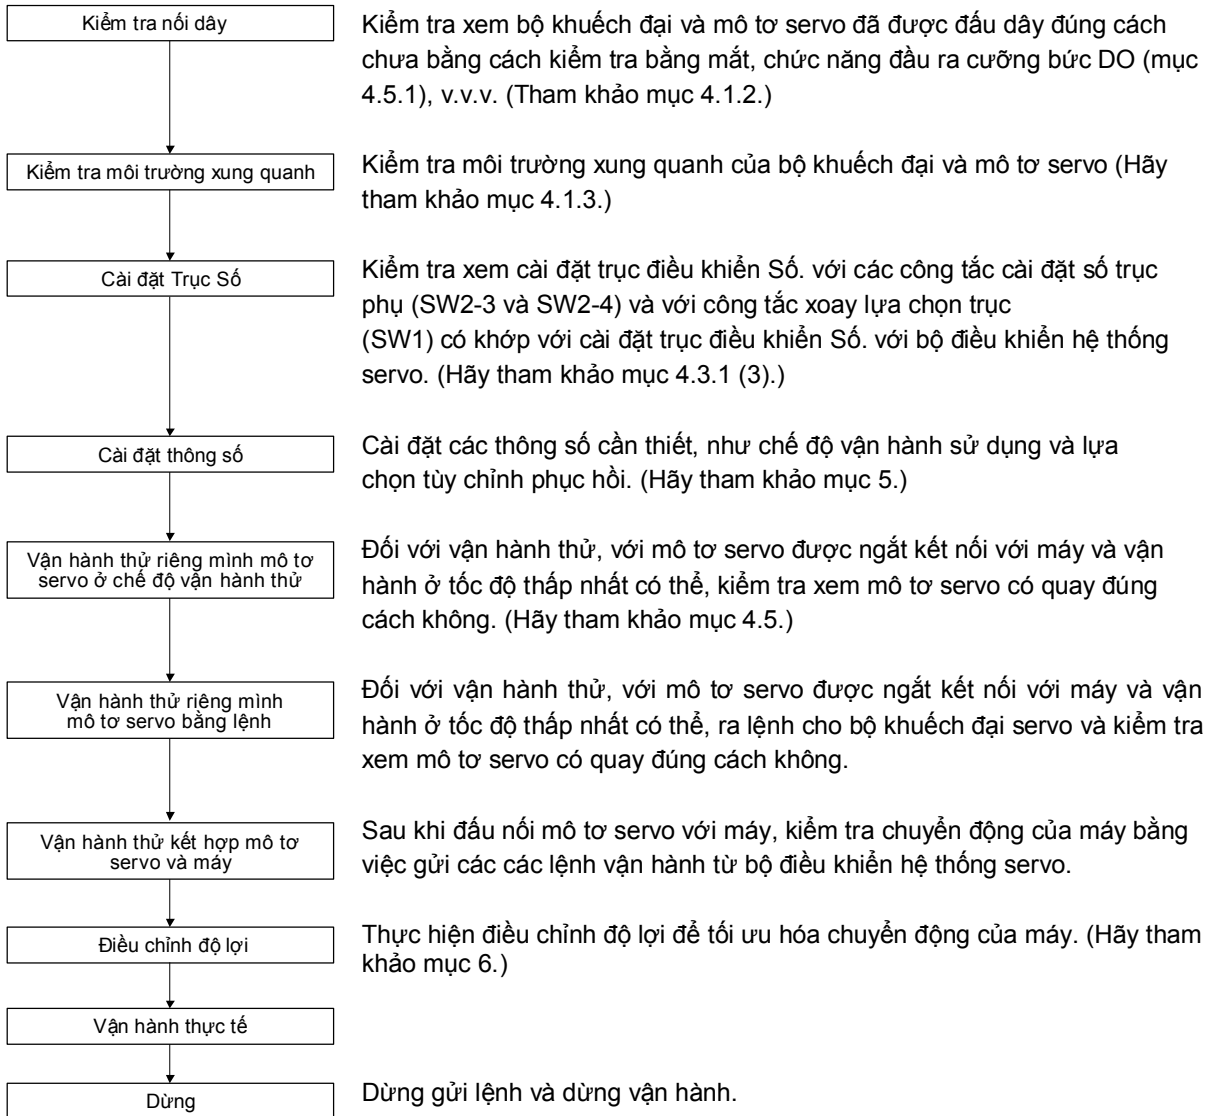 Kiểm tra nối dây
Kiểm tra xem bộ khuếch đại và mô tơ servo đã được đấu dây đúng cách
chưa bằng cách kiểm tra bằng mắt, chức năng đầu ra cưỡng bức DO (mục
4.5.1), v.v.v. (Tham khảo mục 4.1.2.)
Kiểm tra môi trường xung quanh
Kiểm tra môi trường xung quanh của bộ khuếch đại và mô tơ servo (Hãy
tham khảo mục 4.1.3.)
Cài đặt Trục Số
Kiểm tra xem cài đặt trục điều khiển Số. với các công tắc cài đặt số trục
phụ (SW2-3 và SW2-4) và với công tắc xoay lựa chọn trục
(SW1) có khớp với cài đặt trục điều khiển Số. với bộ điều khiển hệ thống
servo. (Hãy tham khảo mục 4.3.1 (3).)
Cài đặt thông số
Cài đặt các thông số cần thiết, như chế độ vận hành sử dụng và lựa
chọn tùy chỉnh phục hồi. (Hãy tham khảo mục 5.)
Vận hành thử riêng mình mô tơ
servo ở chế độ vận hành thử
Đối với vận hành thử, với mô tơ servo được ngắt kết nối với máy và vận
hành ở tốc độ thấp nhất có thể, kiểm tra xem mô tơ servo có quay đúng
cách không. (Hãy tham khảo mục 4.5.)
Vận hành thử riêng mình
mô tơ servo bằng lệnh
Đối với vận hành thử, với mô tơ servo được ngắt kết nối với máy và vận
hành ở tốc độ thấp nhất có thể, ra lệnh cho bộ khuếch đại servo và kiểm tra
xem mô tơ servo có quay đúng cách không.
Vận hành thử kết hợp mô tơ
servo và máy
Sau khi đấu nối mô tơ servo với máy, kiểm tra chuyển động của máy bằng
việc gửi các các lệnh vận hành từ bộ điều khiển hệ thống servo.
Điều chỉnh độ lợi
Thực hiện điều chỉnh độ lợi để tối ưu hóa chuyển động của máy. (Hãy tham
khảo mục 6.)
Vận hành thực tế
Dừng
Dừng gửi lệnh và dừng vận hành.